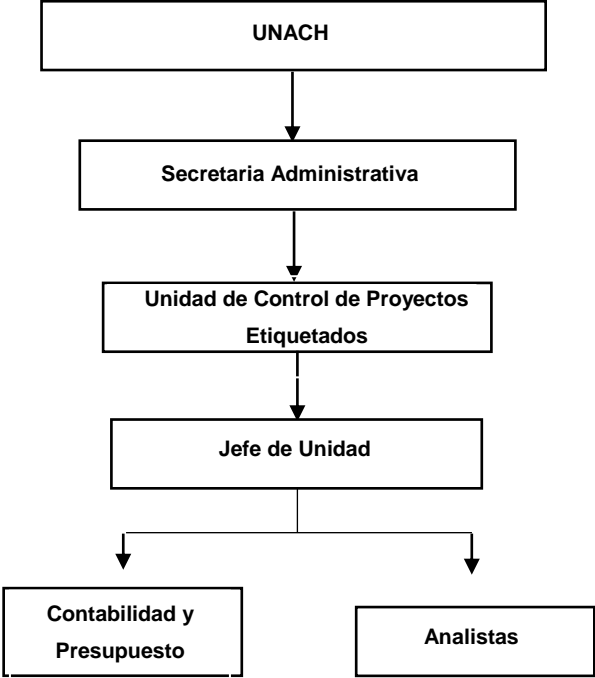 UNACH
Secretaria Administrativa
Unidad de Control de Proyectos
Etiquetados
Jefe de Unidad
Contabilidad y
Presupuesto
Analistas